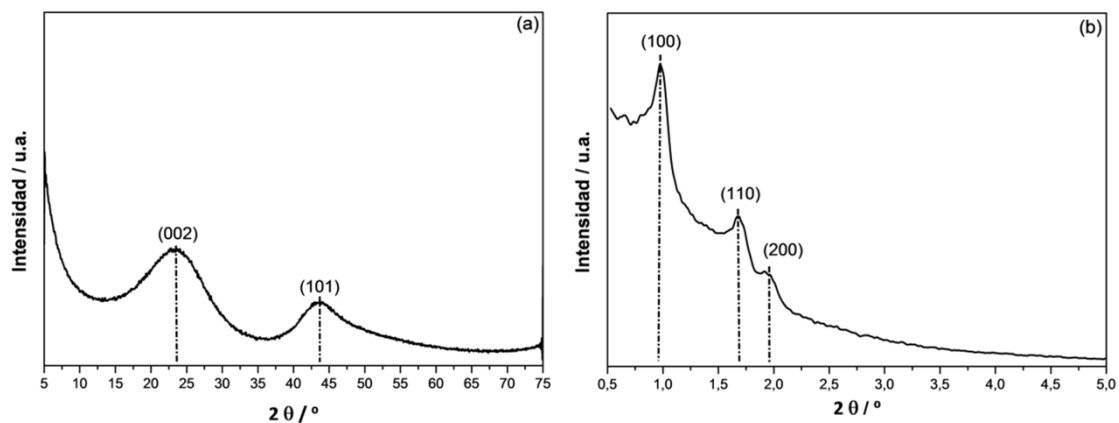 (a)
(002)
(101)
Intensidad / u.a.
5 10 15 20 25 30 35 40 45 50 55 60 65 70 75
2 θ / º
(b)
(100)
(110)
(200)
Intensidad / u.a.
0,5 1,0 1,5 2,0 2,5 3,0 3,5 4,0 4,5 5,0
2 θ / º